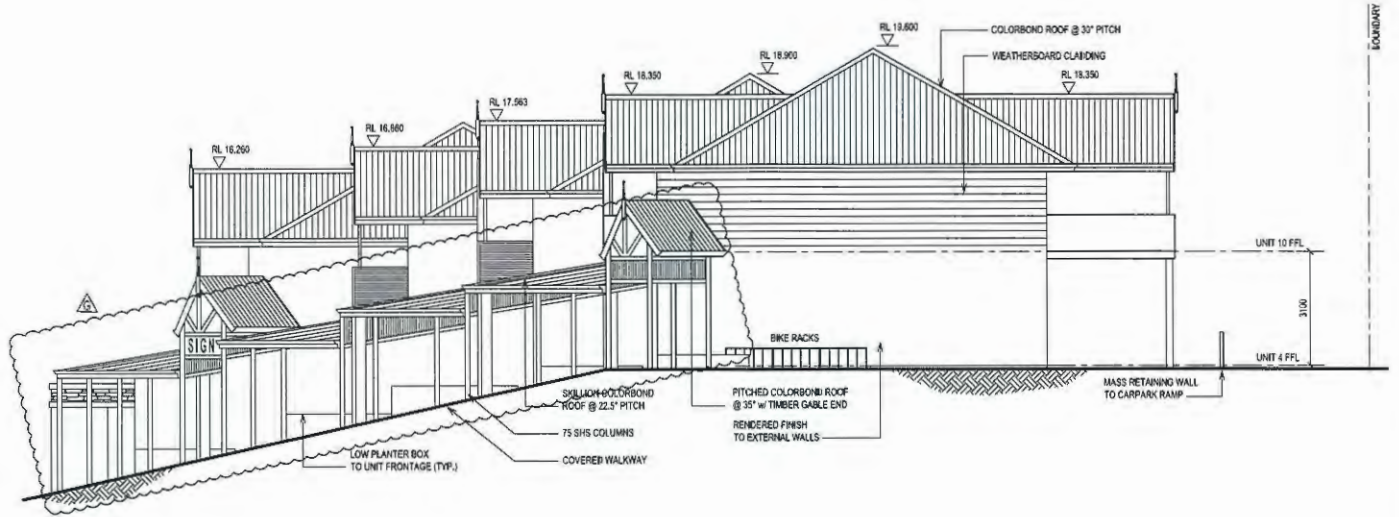 BOUNDARY
RL 19.600
COLORBOND ROOF @ 30° PITCH
WEATHERBOARD CLADDING
RL 18.900
RL 18.350
RL 18.350
RL 17.563
RL 16.860
RL 16.260
UNIT 10 FFL
3100
UNIT 4 FFL
G
SIGN
BIKE RACKS
MASS RETAINING WALL
TO CARPARK RAMP
SKILLION COLORBOND
ROOF @ 22.5° PITCH
PITCHED COLORBOND ROOF
@ 35° w/ TIMBER GABLE END
75 SHS COLUMNS
RENDERED FINISH
TO EXTERNAL WALLS
LOW PLANTER BOX
TO UNIT FRONTAGE (TYP.)
COVERED WALKWAY